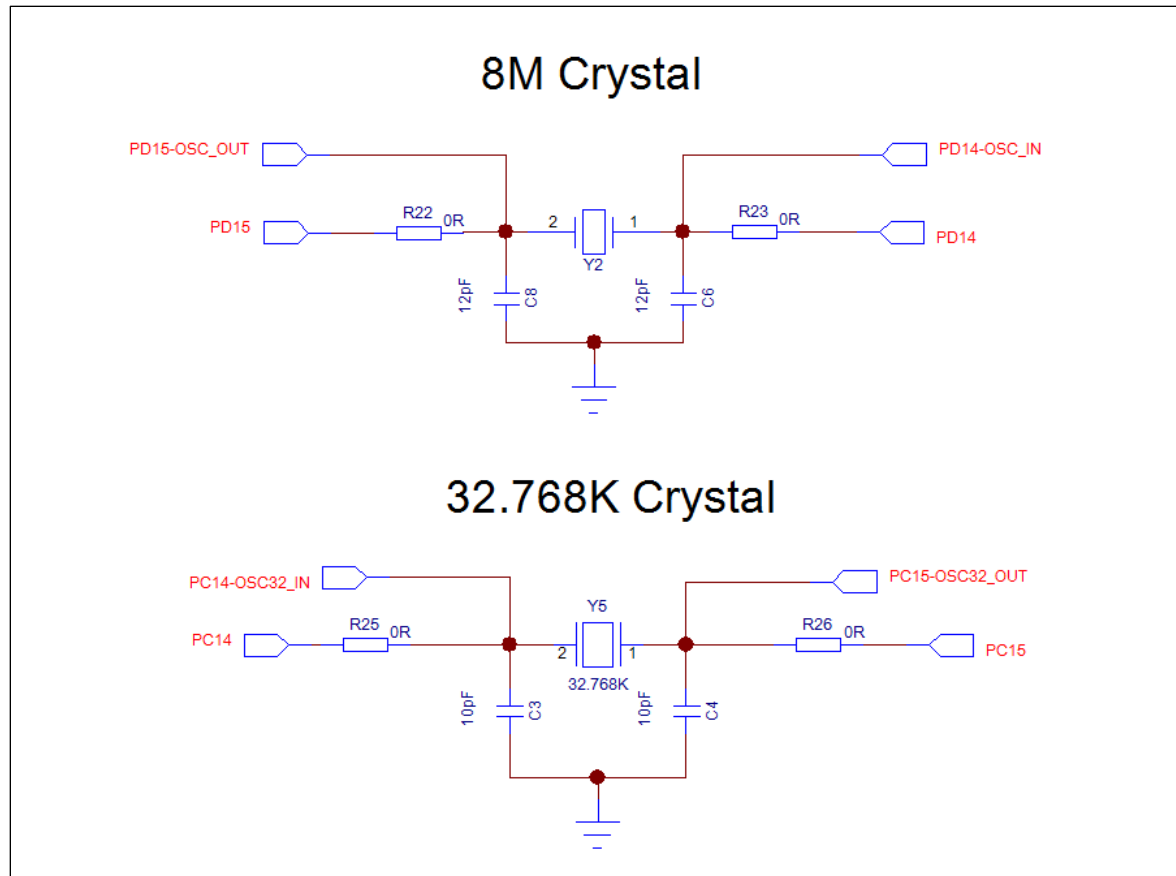 8M Crystal
PD15-OSC_OUT
PD14-OSC_IN
R22
0R
R23
0R
PD15
2
1
PD14
Y2
12pF
C8
12pF
C6
32.768K Crystal
PC14-OSC32_IN
PC15-OSC32_OUT
Y5
R25
0R
R26
0R
PC14
2
1
PC15
32.768K
10pF
C3
10pF
C4